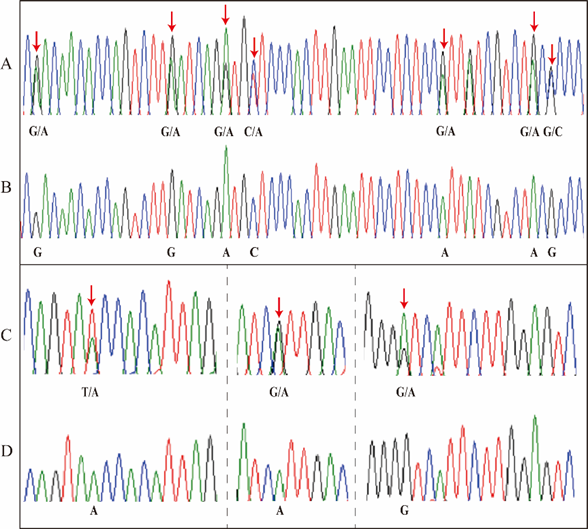 A
G/A G/A G/A C/A G/A G/A G/C
B
G G A C A A G
C
T/A G/A G/A
D
A A G